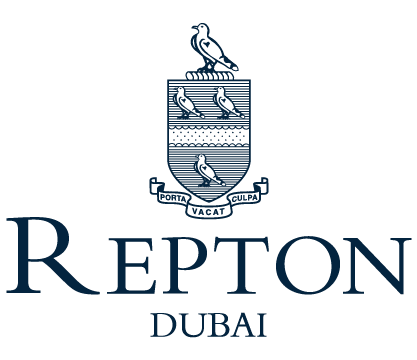 PORTA VACAT CULPA
REPTON
DUBAI